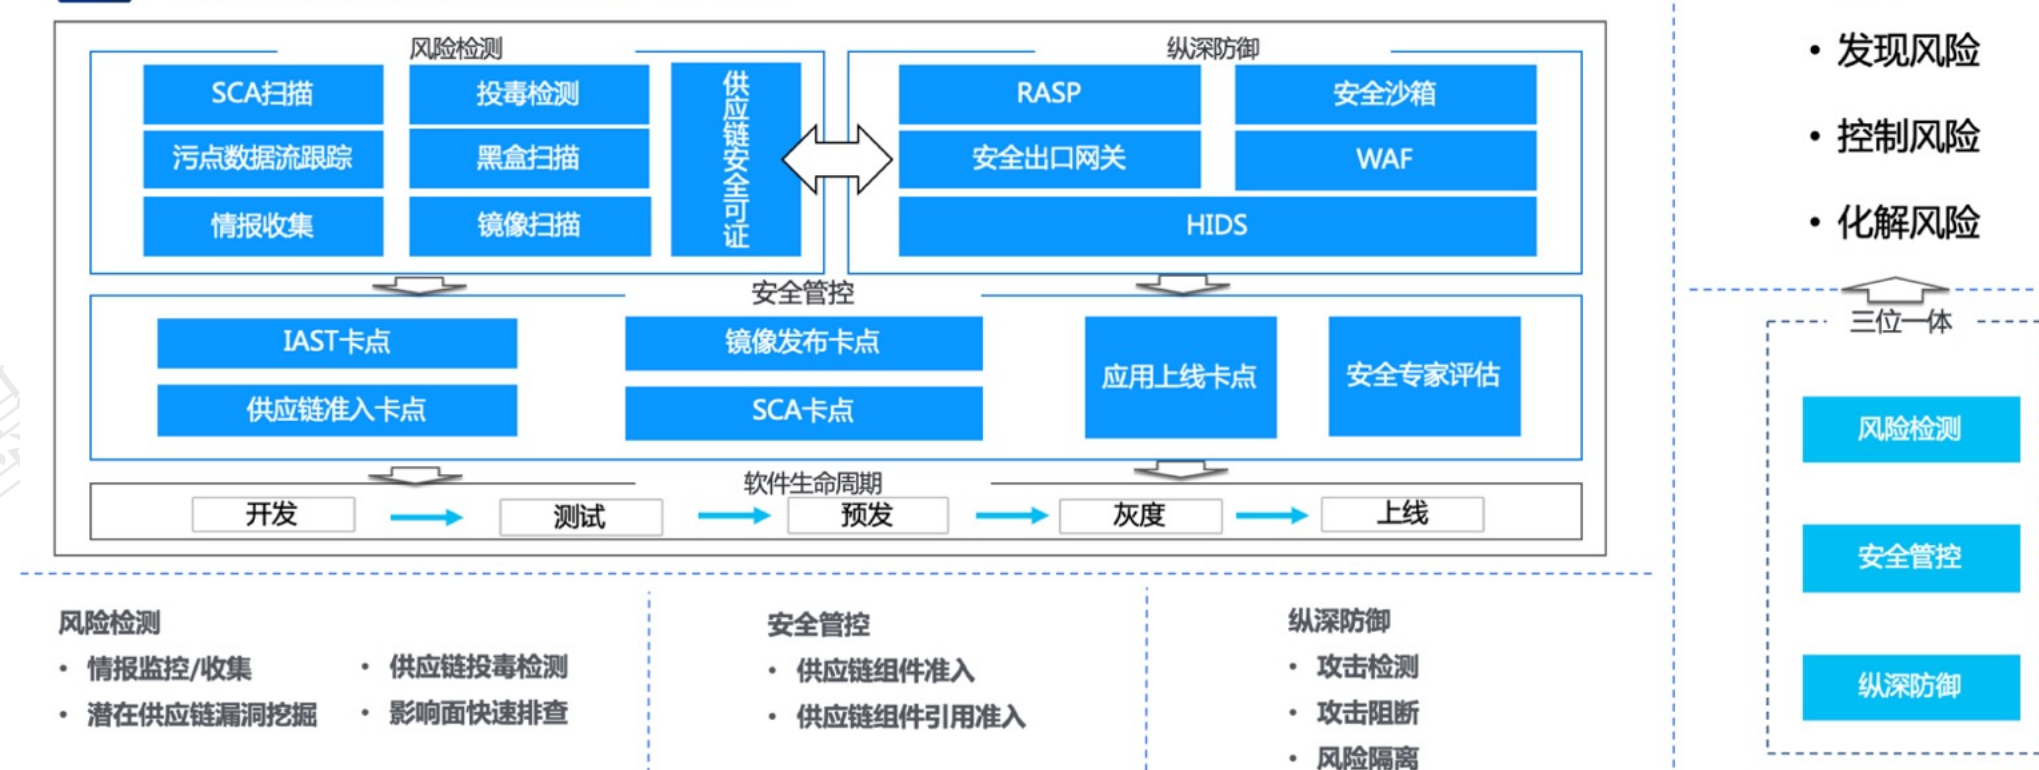 风险检测
SCA扫描
投毒检测
污点数据流跟踪
黑盒扫描
情报收集
镜像扫描
供应链安全可证
纵深防御
RASP
安全沙箱
安全出口网关
WAF
HIDS
安全管控
IAST卡点
镜像发布卡点
供应链准入卡点
SCA卡点
应用上线卡点
安全专家评估
软件生命周期
开发
测试
预发
灰度
上线
风险检测
• 情报监控/收集
• 潜在供应链漏洞挖掘
• 供应链投毒检测
• 影响面快速排查
安全管控
• 供应链组件准入
• 供应链组件引用准入
纵深防御
• 攻击检测
• 攻击阻断
• 风险隔离
• 发现风险
• 控制风险
• 化解风险
三位一体
风险检测
安全管控
纵深防御